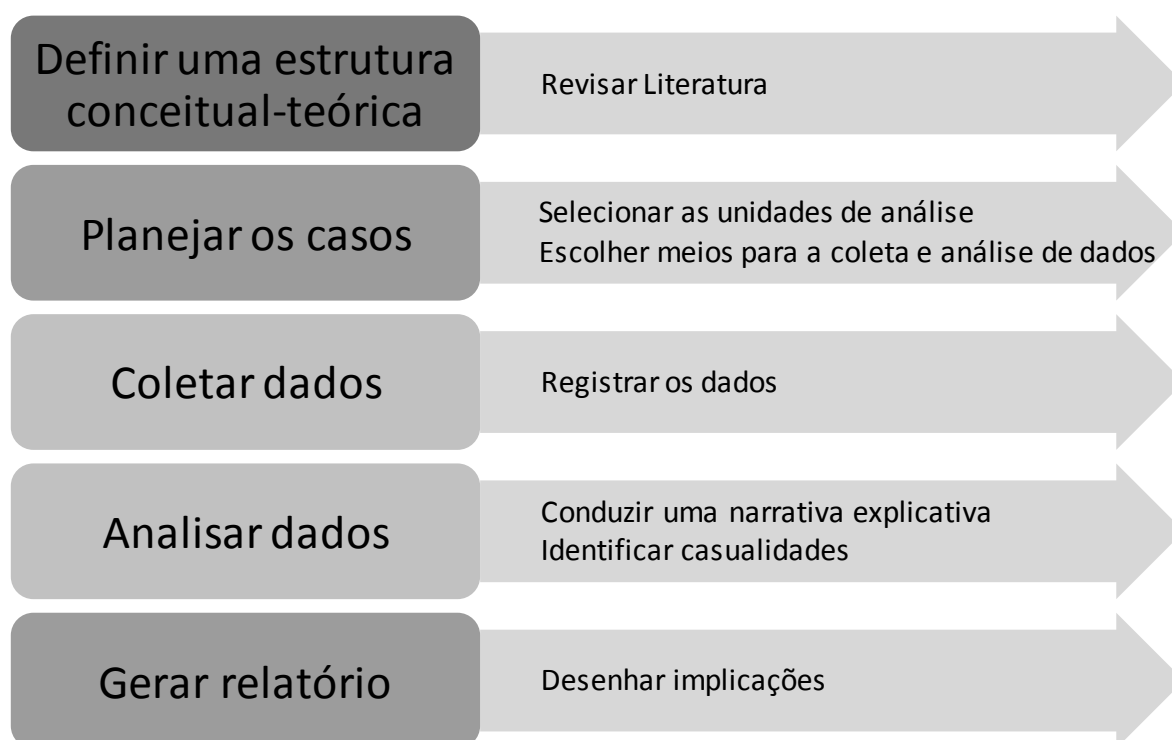 Definir uma estrutura
conceitual-teórica
Revisar Literatura
Planejar os casos
Selecionar as unidades de análise
Escolher meios para a coleta e análise de dados
Coletar dados
Registrar os dados
Analisar dados
Conduzir uma narrativa explicativa
Identificar casualidades
Gerar relatório
Desenhar implicações